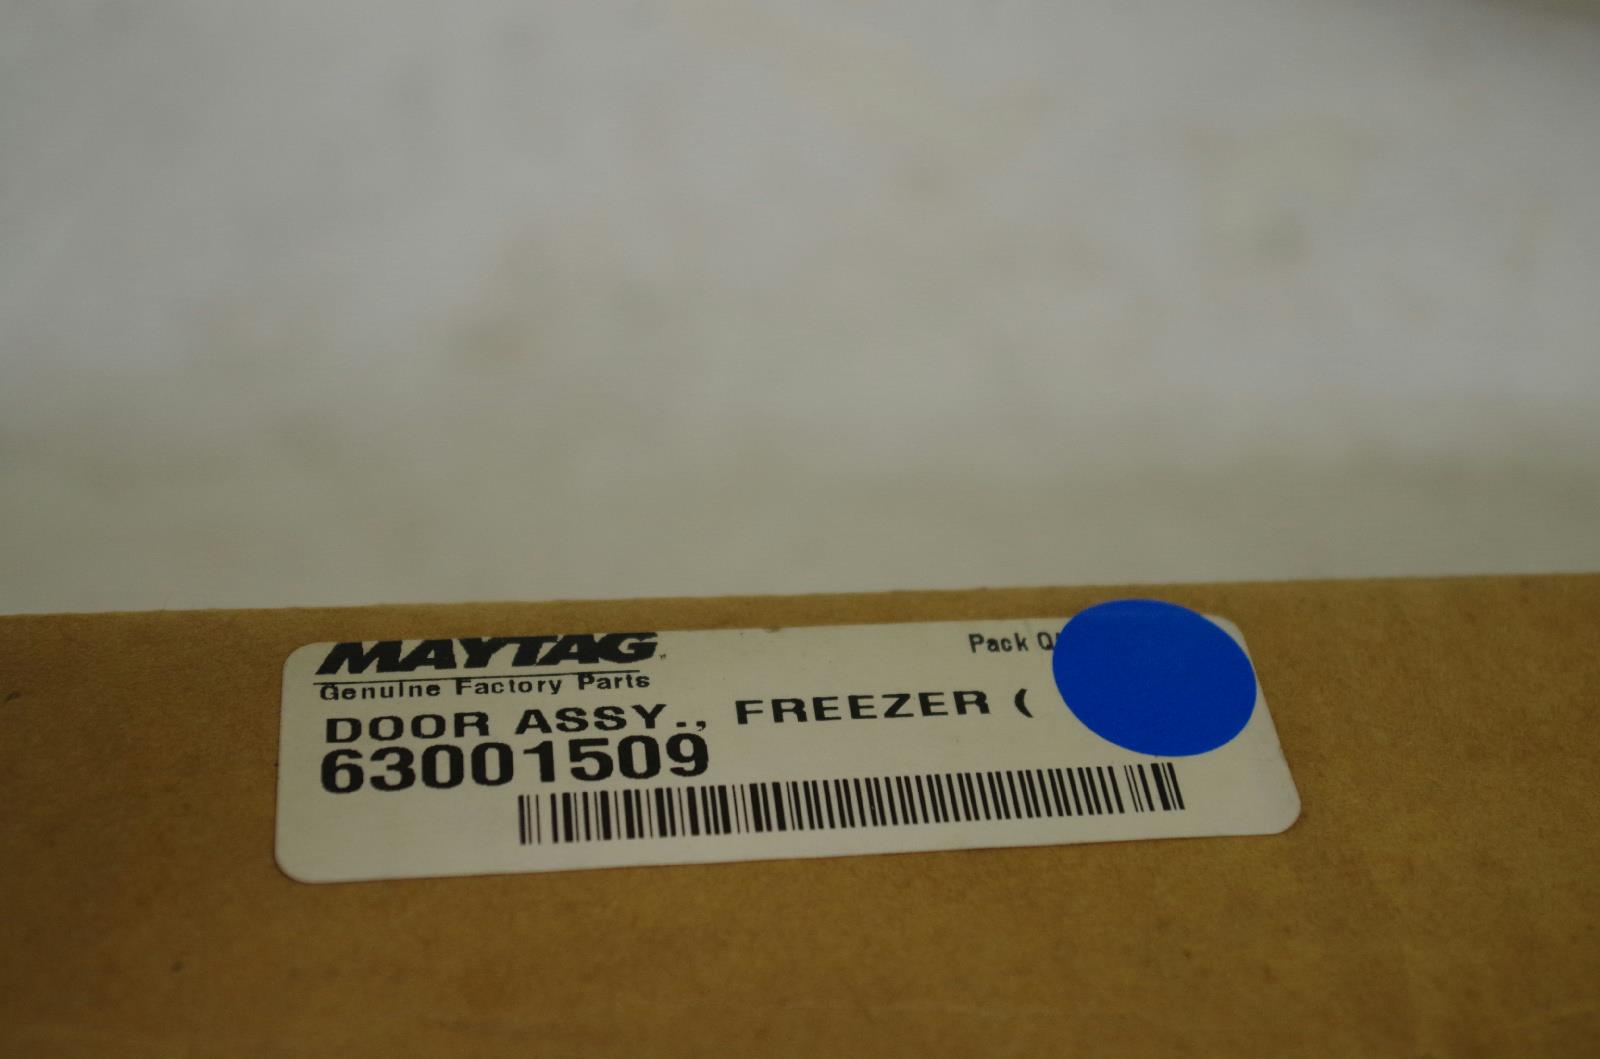 MAYTAG
Genuine Factory Parts
Pack
DOOR ASSY., FREEZER (
63001509